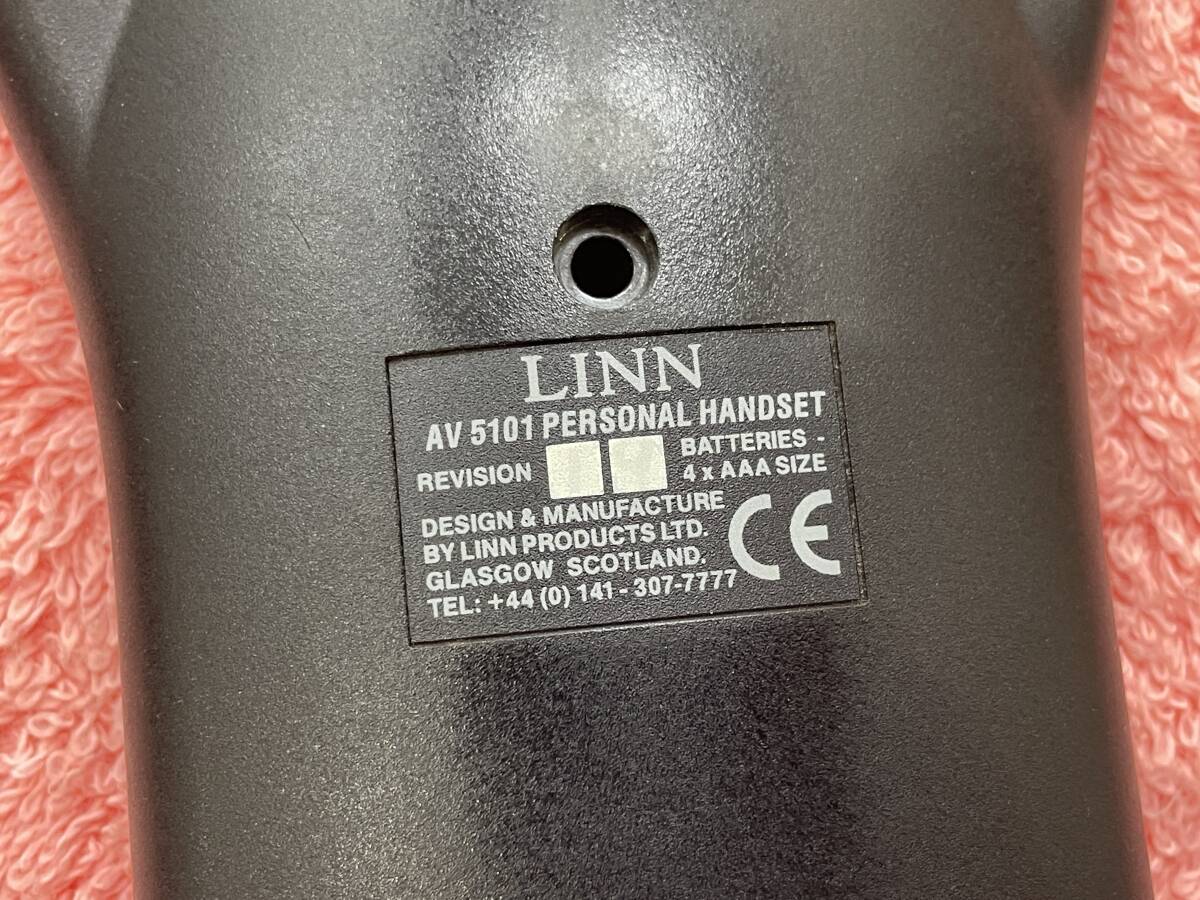 LINN
AV 5101 PERSONAL HANDSET
REVISION
BATTERIES -
4 x AAA SIZE
DESIGN & MANUFACTURE
BY LINN PRODUCTS LTD.
GLASGOW SCOTLAND.
TEL: +44 (0) 141 - 307-7777
CE